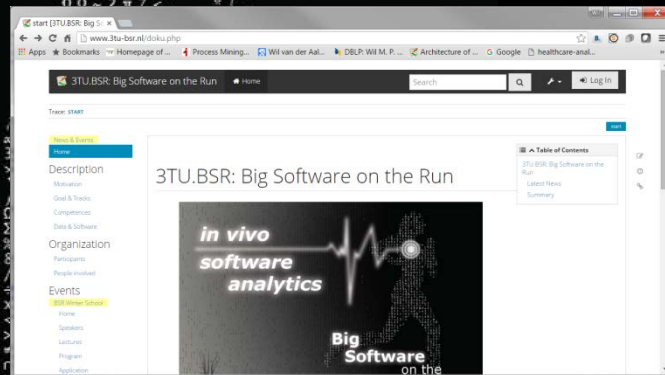 start [3TU.BSR: Big So
www.3tu-bsr.nl/doku.php
Apps Bookmarks Homepage of ... Process Mining... Wil van der Aal... DBLP: Wil M. P. ... Architecture of ... Google healthcare-anal...
3TU.BSR: Big Software on the Run Home Search Log In
Trace: START
start
News & Events
Home
Description
Motivation
Goal & Tracks
Competences
Data & Software
Organization
Participants
People involved
Events
BSR Winter School
Home
Speakers
Lectures
Program
Application
3TU.BSR: Big Software on the Run
in vivo
software
analytics
Big
Software
on the
Table of Contents
3TU.BSR: Big Software on the
Run
Latest News
Summary